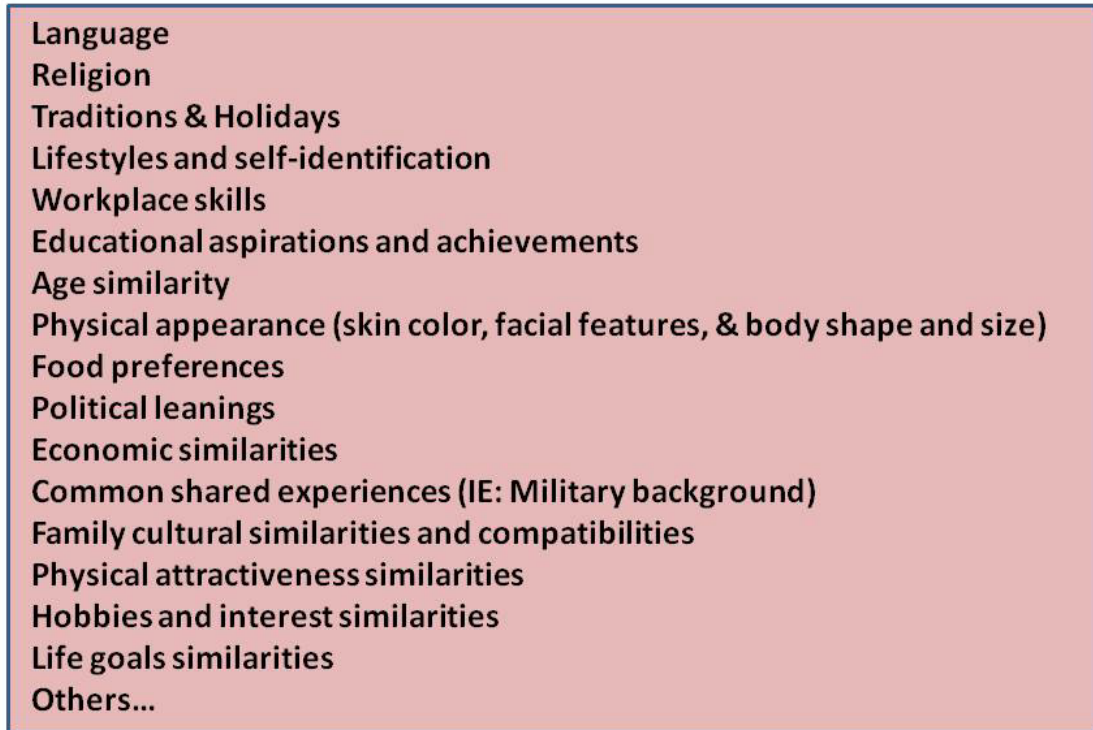 Language
Religion
Traditions & Holidays
Lifestyles and self-identification
Workplace skills
Educational aspirations and achievements
Age similarity
Physical appearance (skin color, facial features, & body shape and size)
Food preferences
Political leanings
Economic similarities
Common shared experiences (IE: Military background)
Family cultural similarities and compatibilities
Physical attractiveness similarities
Hobbies and interest similarities
Life goals similarities
Others…